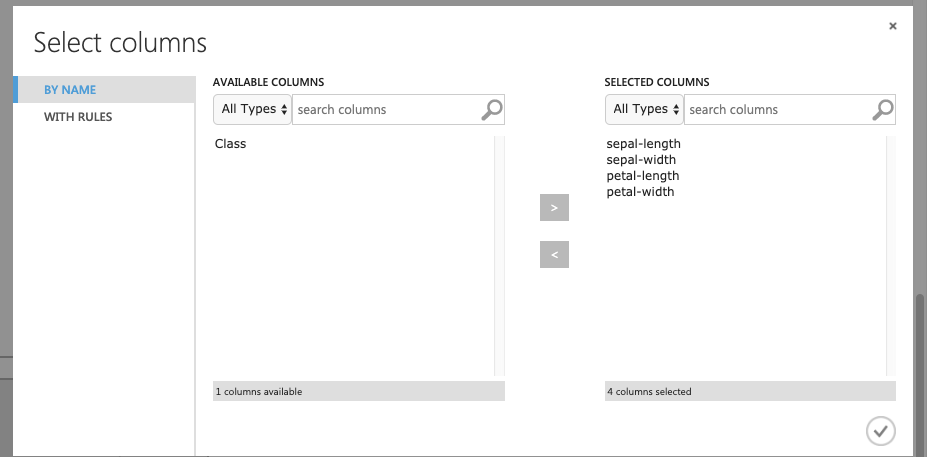 ×
Select columns
BY NAME
WITH RULES
AVAILABLE COLUMNS
All Types
search columns
Class
1 columns available
>
<
SELECTED COLUMNS
All Types
search columns
sepal-length
sepal-width
petal-length
petal-width
4 columns selected